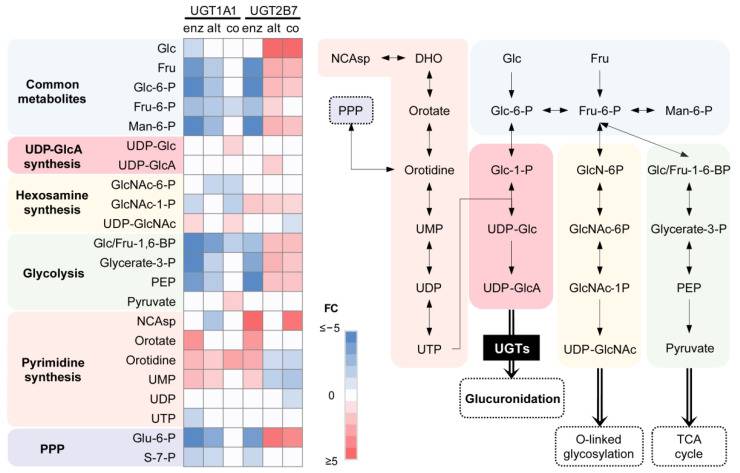 UGT1A1 UGT2B7
enz alt co enz alt co
Common
metabolites
Glc
Fru
Glc-6-P
Fru-6-P
Man-6-P
UDP-GlcA
synthesis
UDP-Glc
UDP-GlcA
Hexosamine
synthesis
GlcNAc-6-P
GlcNAc-1-P
UDP-GlcNAc
Glycolysis
Glc/Fru-1,6-BP
Glycerate-3-P
PEP
Pyruvate
Pyrimidine
synthesis
NCAsp
Orotate
Orotidine
UMP
UDP
UTP
PPP
Glu-6-P
S-7-P
FC
≤−5
0
≥5
NCAsp DHO
PPP Orotate
Orotidine
UMP
UDP
UTP
Glc Fru
Glc-6-P Fru-6-P Man-6-P
Glc-1-P GlcN-6P Glc/Fru-1-6-BP
UDP-Glc GlcNAc-6P Glycerate-3-P
UDP-GlcA GlcNAc-1P PEP
UGTs UDP-GlcNAc Pyruvate
Glucuronidation
O-linked
glycosylation
TCA
cycle